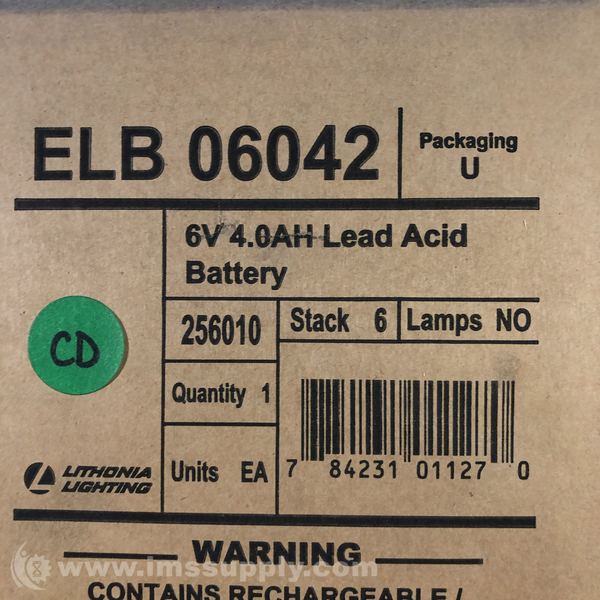 ELB 06042
Packaging
U
6V 4.0AH Lead Acid
Battery
256010
Stack 6
Lamps NO
CD
Quantity 1
Units EA
LITHONIA
LIGHTING
7 84231 01127 0
WARNING
www.imssupply.com
CONTAINS RECHARGEABLE /